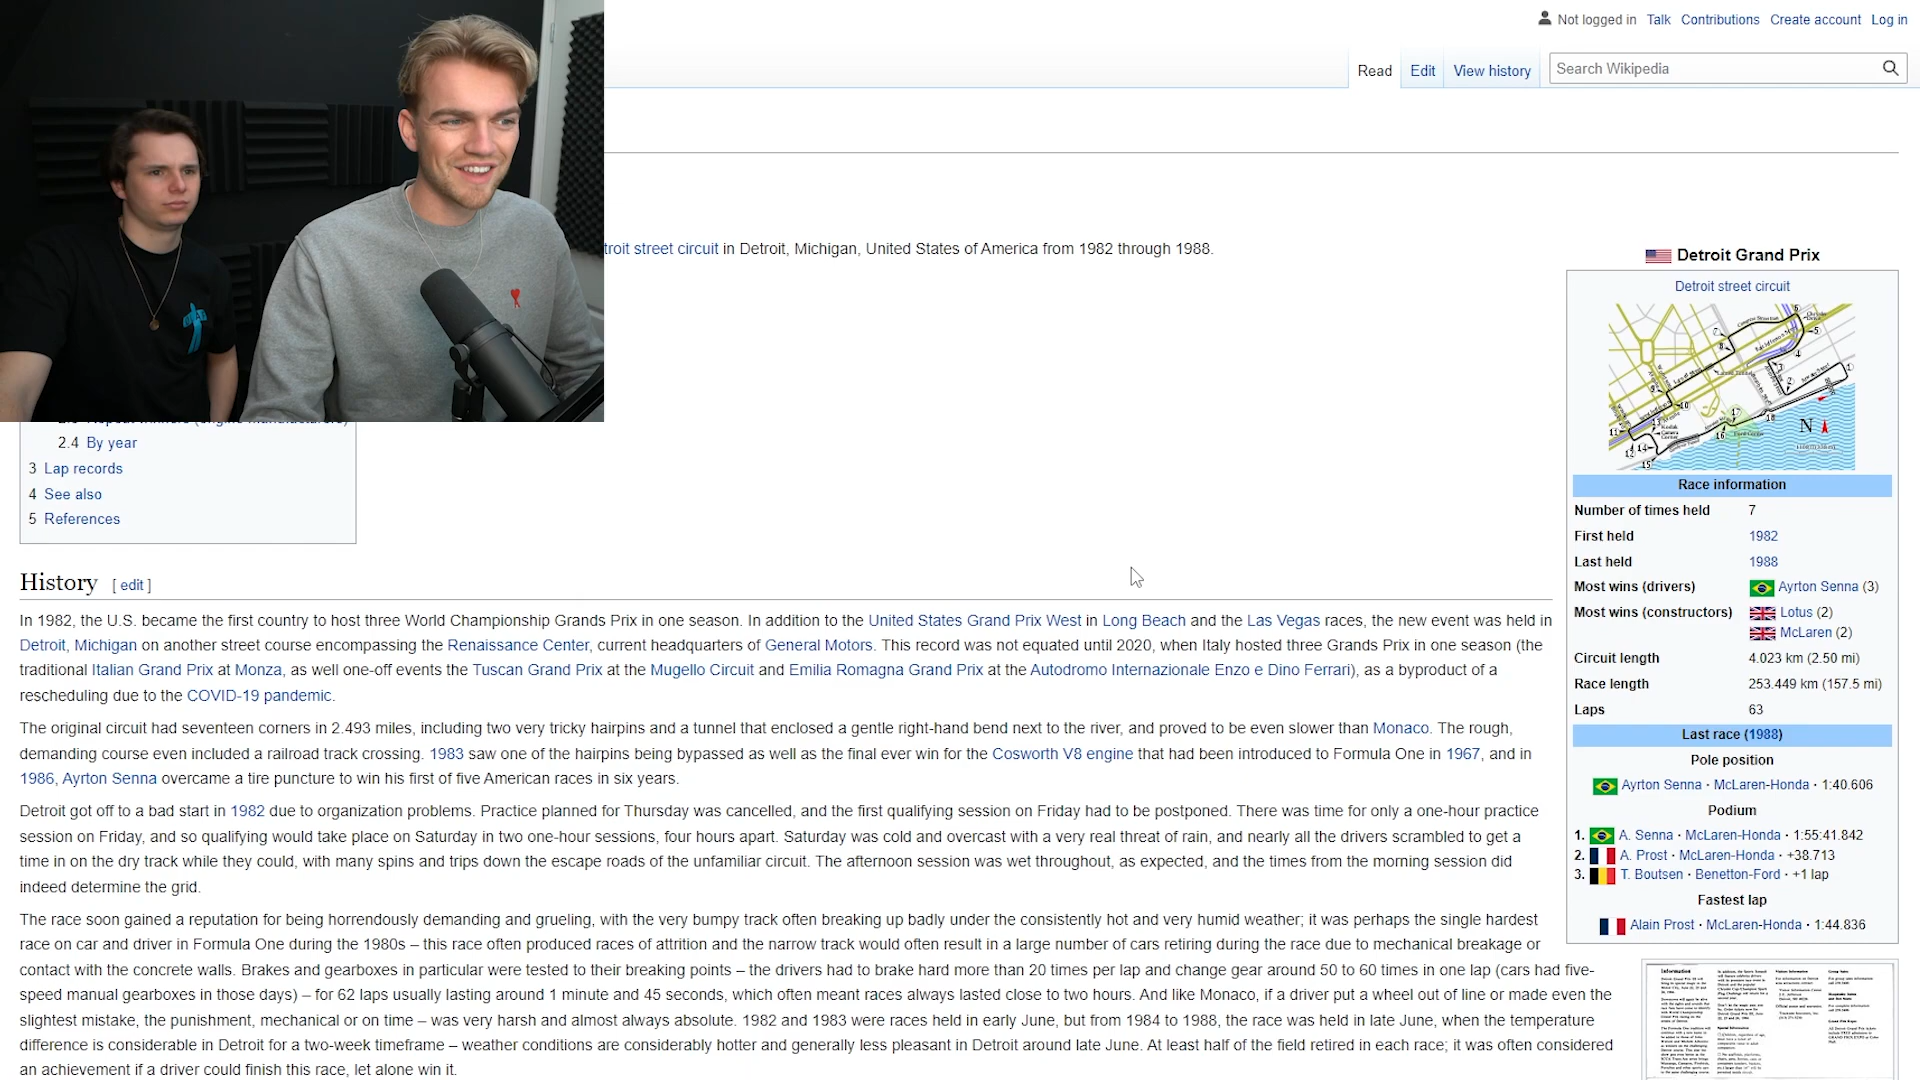 Not logged in Talk Contributions Create account Log in
Read Edit View history Search Wikipedia
troit street circuit in Detroit, Michigan, United States of America from 1982 through 1988.
2.4 By year
3 Lap records
4 See also
5 References
History [ edit ]
In 1982, the U.S. became the first country to host three World Championship Grands Prix in one season. In addition to the United States Grand Prix West in Long Beach and the Las Vegas races, the new event was held in
Detroit, Michigan on another street course encompassing the Renaissance Center, current headquarters of General Motors. This record was not equated until 2020, when Italy hosted three Grands Prix in one season (the
traditional Italian Grand Prix at Monza, as well one-off events the Tuscan Grand Prix at the Mugello Circuit and Emilia Romagna Grand Prix at the Autodromo Internazionale Enzo e Dino Ferrari), as a byproduct of a
rescheduling due to the COVID-19 pandemic.
The original circuit had seventeen corners in 2.493 miles, including two very tricky hairpins and a tunnel that enclosed a gentle right-hand bend next to the river, and proved to be even slower than Monaco. The rough,
demanding course even included a railroad track crossing. 1983 saw one of the hairpins being bypassed as well as the final ever win for the Cosworth V8 engine that had been introduced to Formula One in 1967, and in
1986, Ayrton Senna overcame a tire puncture to win his first of five American races in six years.
Detroit got off to a bad start in 1982 due to organization problems. Practice planned for Thursday was cancelled, and the first qualifying session on Friday had to be postponed. There was time for only a one-hour practice
session on Friday, and so qualifying would take place on Saturday in two one-hour sessions, four hours apart. Saturday was cold and overcast with a very real threat of rain, and nearly all the drivers scrambled to get a
time in on the dry track while they could, with many spins and trips down the escape roads of the unfamiliar circuit. The afternoon session was wet throughout, as expected, and the times from the morning session did
indeed determine the grid.
The race soon gained a reputation for being horrendously demanding and grueling, with the very bumpy track often breaking up badly under the consistently hot and very humid weather; it was perhaps the single hardest
race on car and driver in Formula One during the 1980s – this race often produced races of attrition and the narrow track would often result in a large number of cars retiring during the race due to mechanical breakage or
contact with the concrete walls. Brakes and gearboxes in particular were tested to their breaking points – the drivers had to brake hard more than 20 times per lap and change gear around 50 to 60 times in one lap (cars had five-
speed manual gearboxes in those days) – for 62 laps usually lasting around 1 minute and 45 seconds, which often meant races always lasted close to two hours. And like Monaco, if a driver put a wheel out of line or made even the
slightest mistake, the punishment, mechanical or on time – was very harsh and almost always absolute. 1982 and 1983 were races held in early June, but from 1984 to 1988, the race was held in late June, when the temperature
difference is considerable in Detroit for a two-week timeframe – weather conditions are considerably hotter and generally less pleasant in Detroit around late June. At least half of the field retired in each race; it was often considered
an achievement if a driver could finish this race, let alone win it.
Detroit Grand Prix
Detroit street circuit
N
Race information
Number of times held 7
First held 1982
Last held 1988
Most wins (drivers) Ayrton Senna (3)
Most wins (constructors) Lotus (2)
McLaren (2)
Circuit length 4.023 km (2.50 mi)
Race length 253.449 km (157.5 mi)
Laps 63
Last race (1988)
Pole position
Ayrton Senna • McLaren-Honda • 1:40.606
Podium
1. A. Senna • McLaren-Honda • 1:55:41.842
2. A. Prost • McLaren-Honda • +38.713
3. T. Boutsen • Benetton-Ford • +1 lap
Fastest lap
Alain Prost • McLaren-Honda • 1:44.836
Information